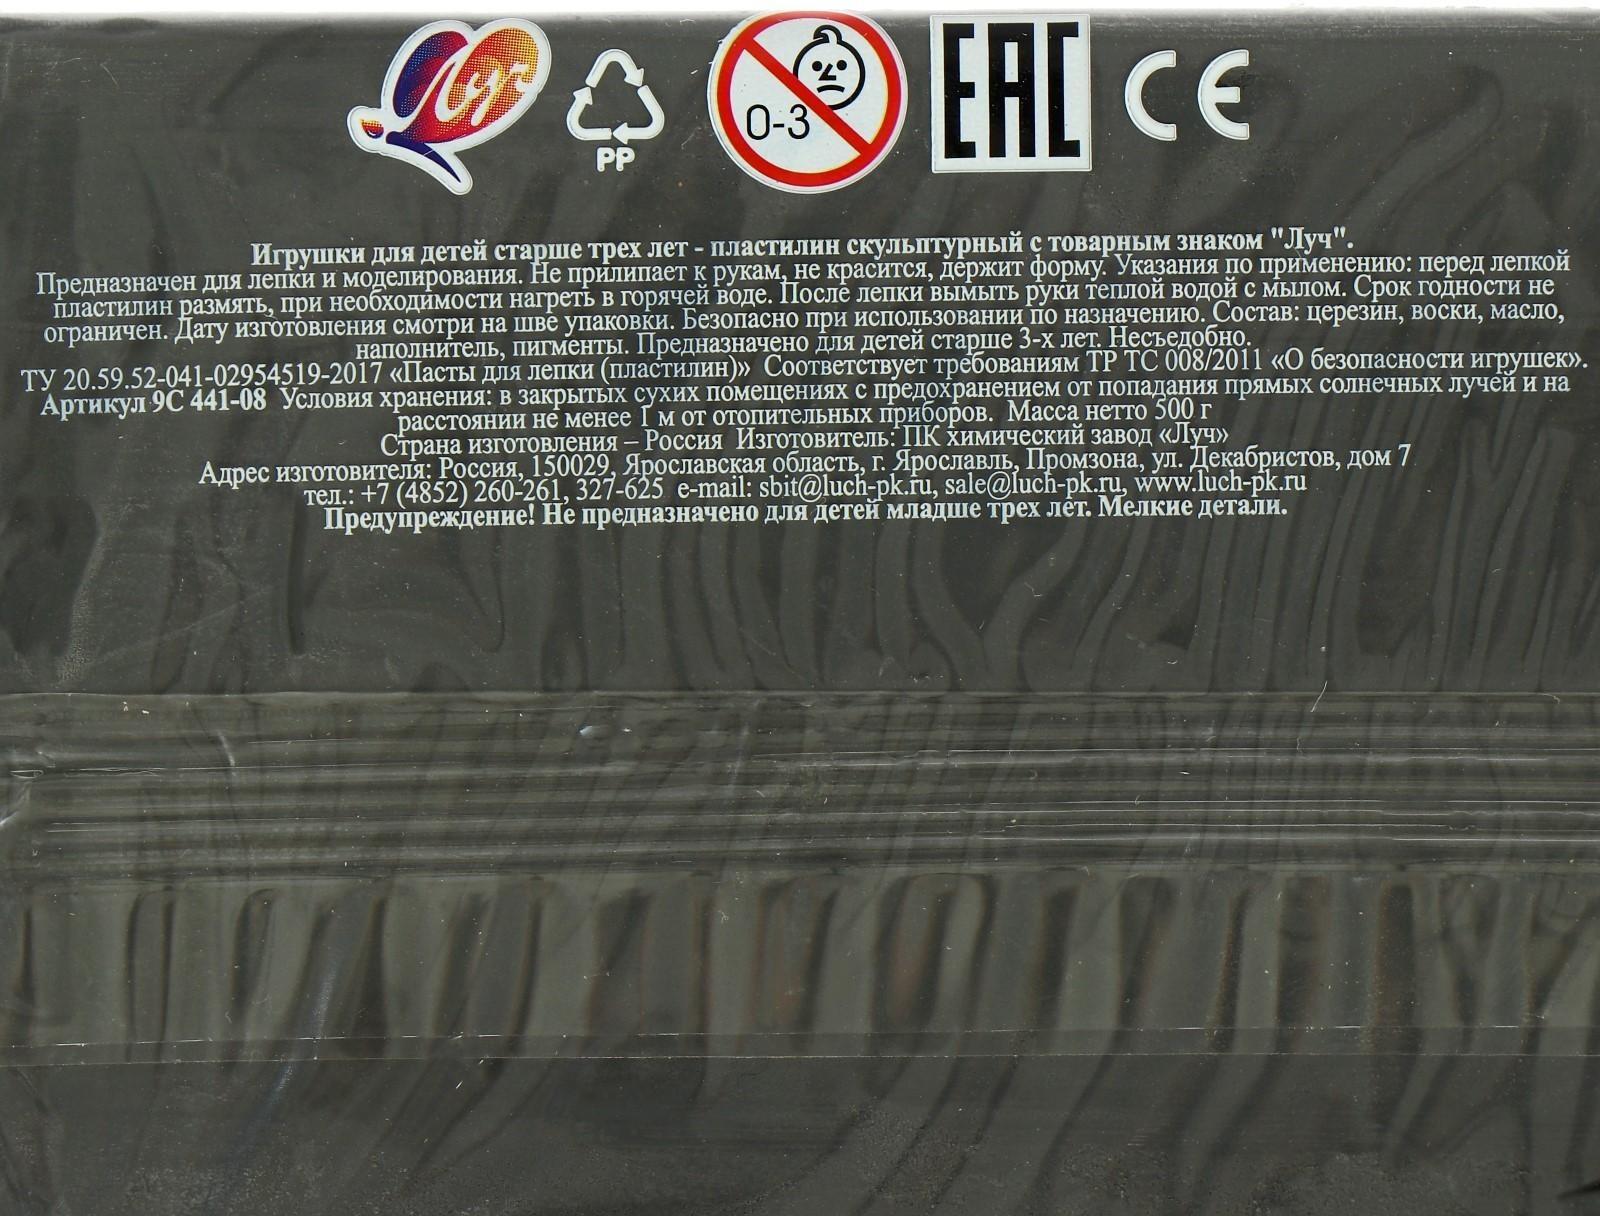 Луч
PP
0-3
EAC
CE
Игрушки для детей старше трех лет - пластилин скульптурный с товарным знаком "Луч".
Предназначен для лепки и моделирования. Не прилипает к рукам, не красится, держит форму. Указания по применению: перед лепкой
пластилин размять, при необходимости нагреть в горячей воде. После лепки вымыть руки теплой водой с мылом. Срок годности не
ограничен. Дату изготовления смотри на шве упаковки. Безопасно при использовании по назначению. Состав: церезин, воски, масло,
наполнитель, пигменты. Предназначено для детей старше 3-х лет. Несъедобно.
ТУ 20.59.52-041-02954519-2017 «Пасты для лепки (пластилин)» Соответствует требованиям ТР ТС 008/2011 «О безопасности игрушек».
Артикул 9С 441-08 Условия хранения: в закрытых сухих помещениях с предохранением от попадания прямых солнечных лучей и на
расстоянии не менее 1 м от отопительных приборов. Масса нетто 500 г
Страна изготовления – Россия Изготовитель: ПК химический завод «Луч»
Адрес изготовителя: Россия, 150029, Ярославская область, г. Ярославль, Промзона, ул. Декабристов, дом 7
тел.: +7 (4852) 260-261, 327-625 e-mail: sbit@luch-pk.ru, sale@luch-pk.ru, www.luch-pk.ru
Предупреждение! Не предназначено для детей младше трех лет. Мелкие детали.